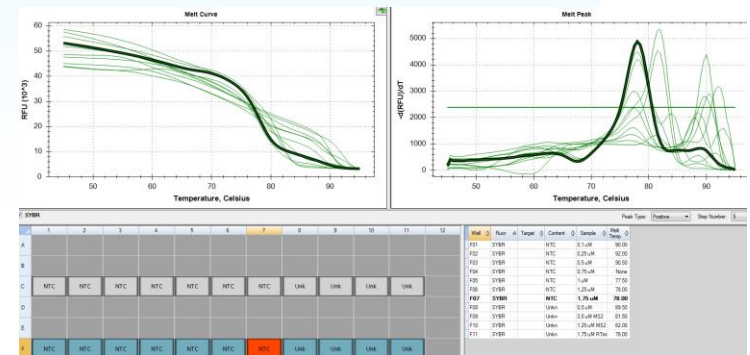 Melt Curve
60
50
40
30
20
10
0
RFU (10^3)
50 60 70 80 90
Temperature, Celsius
Melt Peak
5000
4000
3000
2000
1000
0
-d(RFU)/dT
50 60 70 80 90
Temperature, Celsius
SYBR
Peak Type: Positive Step Number: 5
1 2 3 4 5 6 7 8 9 10 11 12
A
B
C NTC NTC NTC NTC NTC NTC NTC Unk Unk Unk Unk
D
E
F NTC NTC NTC NTC NTC NTC NTC Unk Unk Unk Unk
Well Fluor Target Content Sample Melt Temp
F01 SYBR NTC 0,1 uM 90.00
F02 SYBR NTC 0,25 uM 92.00
F03 SYBR NTC 0,5 uM 90.50
F04 SYBR NTC 0,75 uM None
F05 SYBR NTC 1 uM 77.50
F06 SYBR NTC 1,25 uM 78.00
F07 SYBR NTC 1,75 uM 78.00
F08 SYBR Unkn 0,5 uM 89.50
F09 SYBR Unkn 0,5 uM MS2 81.50
F10 SYBR Unkn 1,25 uM MS2 82.00
F11 SYBR Unkn 1,75 uM 78.00